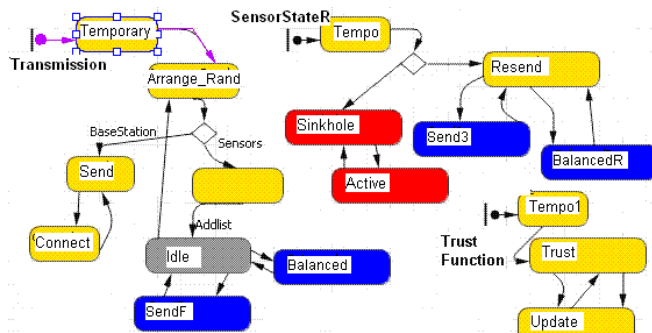 SensorStateR
Temporary
Tempo
Transmission
Arrange_Rand
Resend
BaseStation
Sensors
Sinkhole
Send3
Send
BalancedR
Active
Tempo1
Addlist
Connect
Idle
Trust
Function
Trust
Balanced
SendF
Update